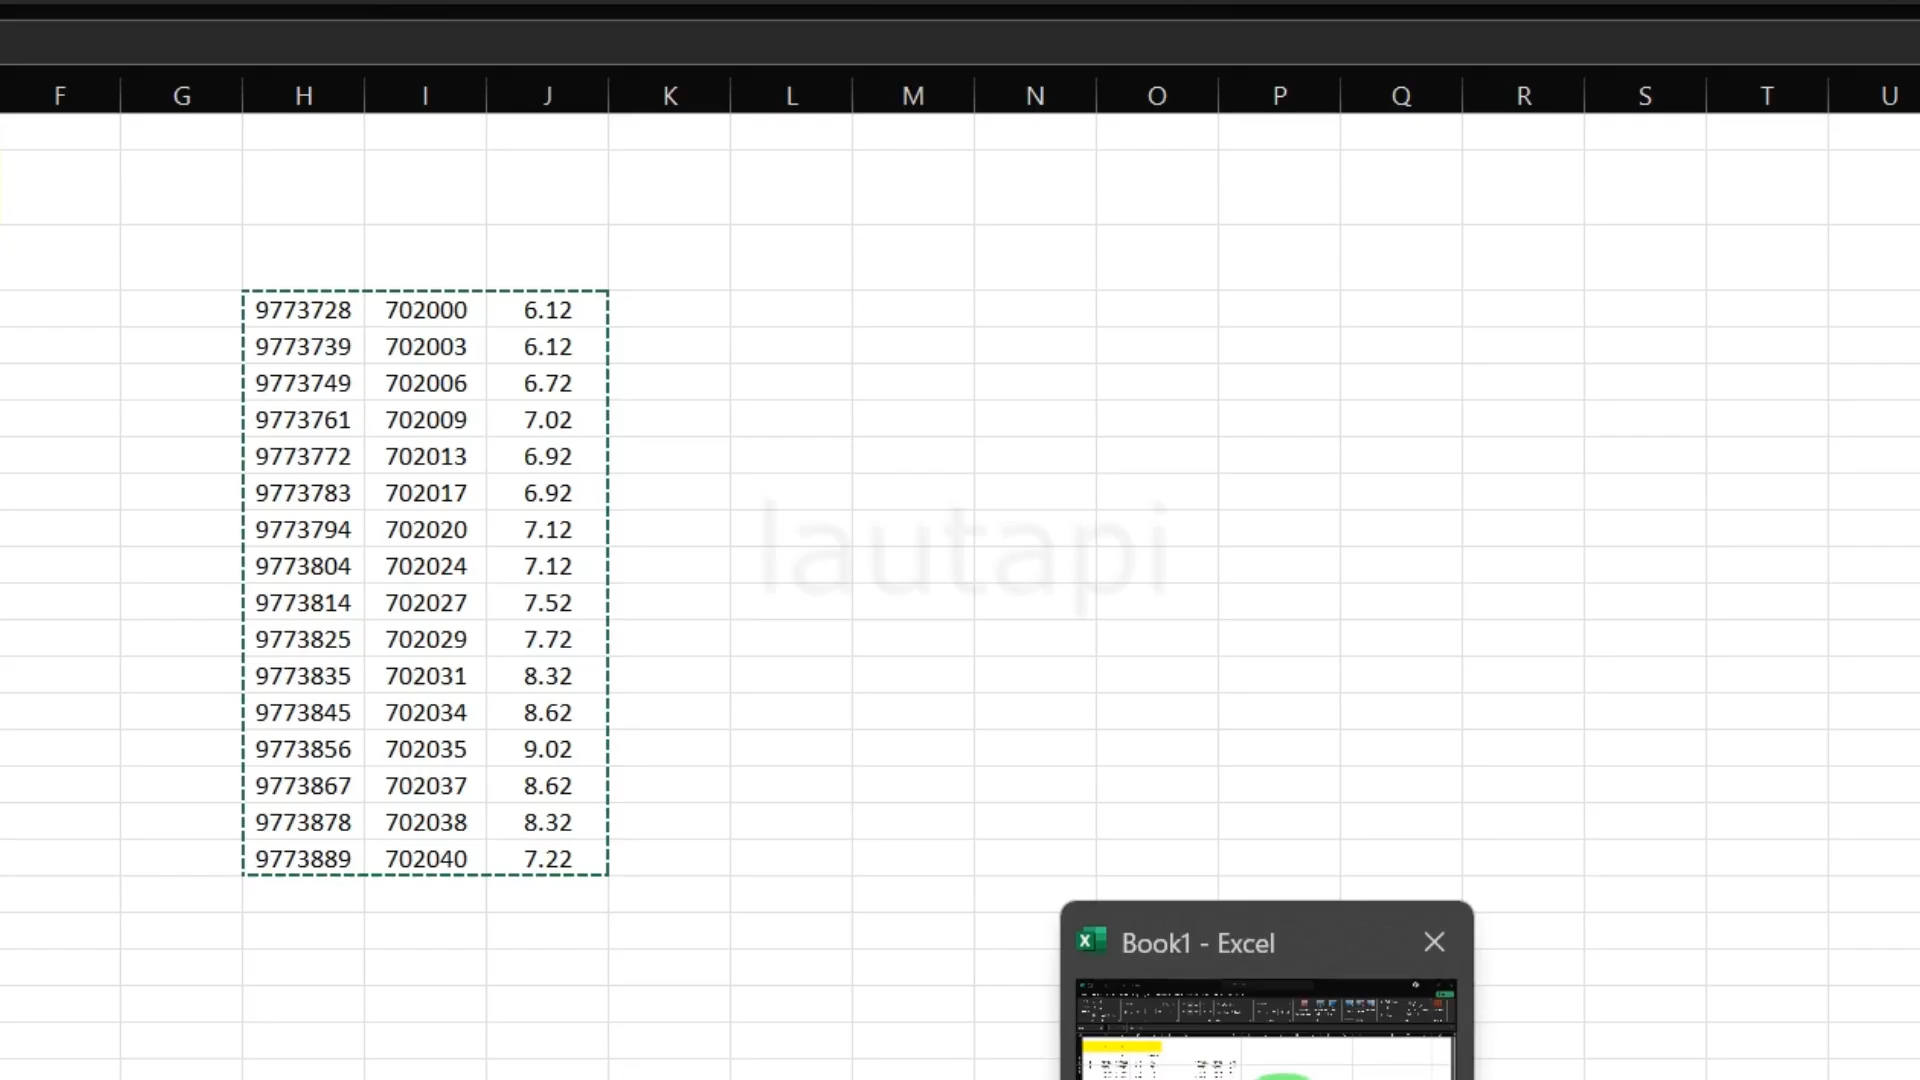 F G H I J K L M N O P Q R S T U
9773728 702000 6.12
9773739 702003 6.12
9773749 702006 6.72
9773761 702009 7.02
9773772 702013 6.92
9773783 702017 6.92
9773794 702020 7.12
9773804 702024 7.12
9773814 702027 7.52
9773825 702029 7.72
9773835 702031 8.32
9773845 702034 8.62
9773856 702035 9.02
9773867 702037 8.62
9773878 702038 8.32
9773889 702040 7.22
lautapi
Book1 - Excel